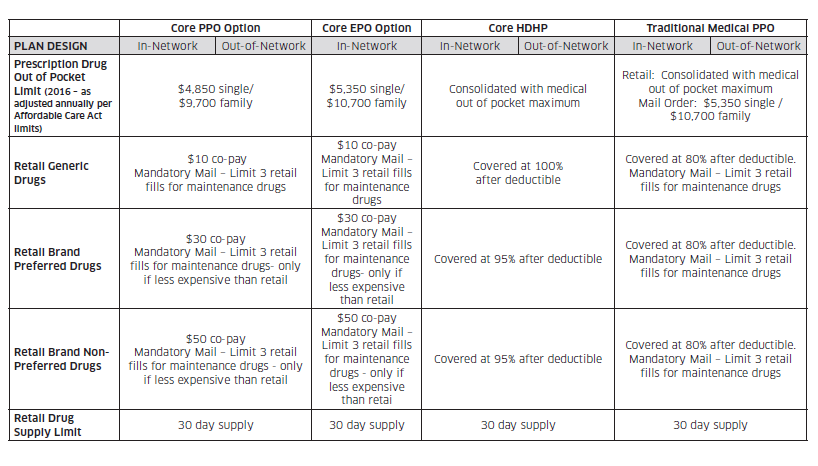 Core PPO Option Core EPO Option Core HDHP Traditional Medical PPO
PLAN DESIGN In-Network Out-of-Network In-Network In-Network Out-of-Network In-Network Out-of-Network
Prescription Drug
Out of Pocket
Limit (2016 – as
adjusted annually per
Affordable Care Act
limits)
$4,850 single/
$9,700 family
$5,350 single/
$10,700 family
Consolidated with medical
out of pocket maximum
Retail: Consolidated with medical
out of pocket maximum
Mail Order: $5,350 single /
$10,700 family
Retail Generic
Drugs
$10 co-pay
Mandatory Mail – Limit 3 retail
fills for maintenance drugs
$10 co-pay
Mandatory Mail –
Limit 3 retail fills
for maintenance
drugs
Covered at 100%
after deductible
Covered at 80% after deductible.
Mandatory Mail – Limit 3 retail
fills for maintenance drugs
Retail Brand
Preferred Drugs
$30 co-pay
Mandatory Mail – Limit 3 retail
fills for maintenance drugs- only
if less expensive than retail
$30 co-pay
Mandatory Mail –
Limit 3 retail fills
for maintenance
drugs- only if
less expensive
than retail
Covered at 95% after deductible
Covered at 80% after deductible.
Mandatory Mail – Limit 3 retail
fills for maintenance drugs
Retail Brand Non-
Preferred Drugs
$50 co-pay
Mandatory Mail – Limit 3 retail
fills for maintenance drugs - only
if less expensive than retail
$50 co-pay
Mandatory Mail –
Limit 3 retail fills
for maintenance
drugs - only if
less expensive
than retai
Covered at 95% after deductible
Covered at 80% after deductible.
Mandatory Mail – Limit 3 retail
fills for maintenance drugs
Retail Drug
Supply Limit
30 day supply
30 day supply
30 day supply
30 day supply